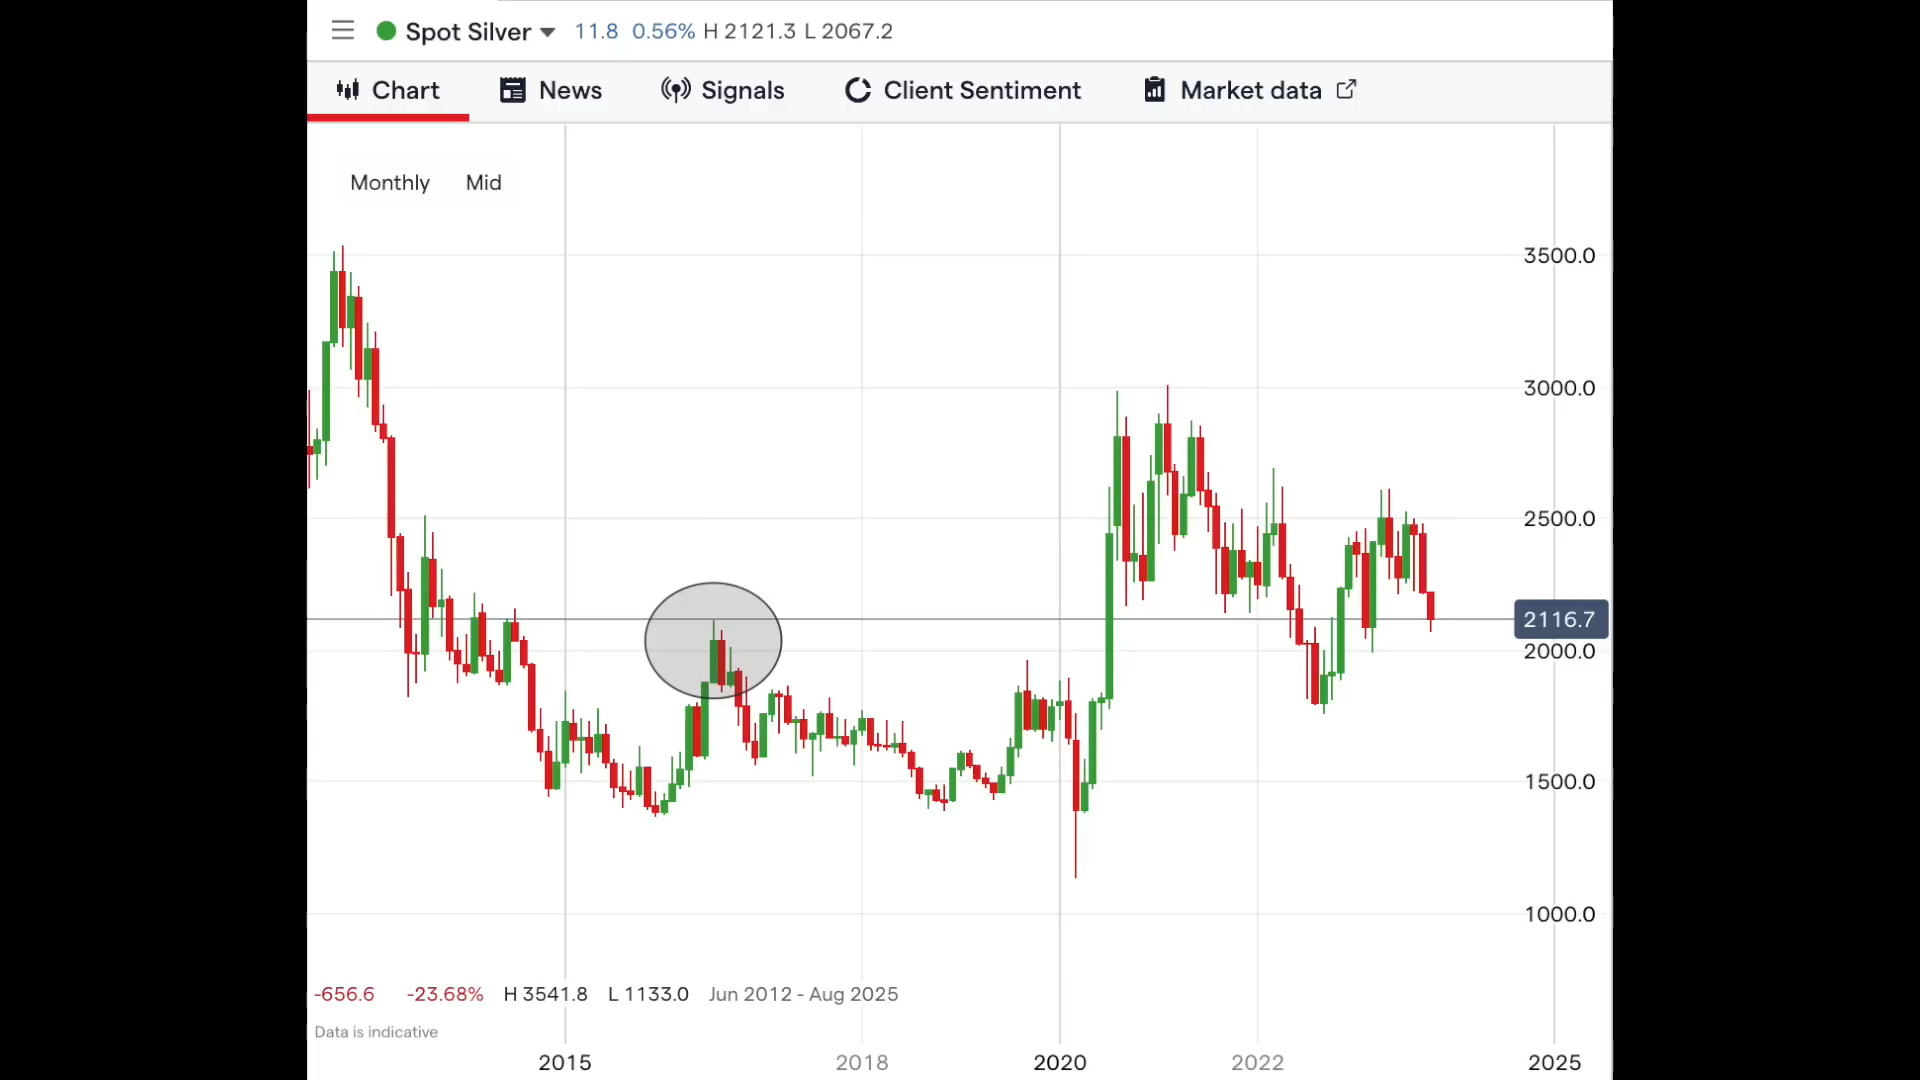 Spot Silver 11.8 0.56% H 2121.3 L 2067.2
Chart News Signals Client Sentiment Market data
Monthly Mid
3500.0
3000.0
2500.0
2116.7
2000.0
1500.0
1000.0
-656.6 -23.68% H 3541.8 L 1133.0 Jun 2012 - Aug 2025
Data is indicative
2015 2018 2020 2022 2025